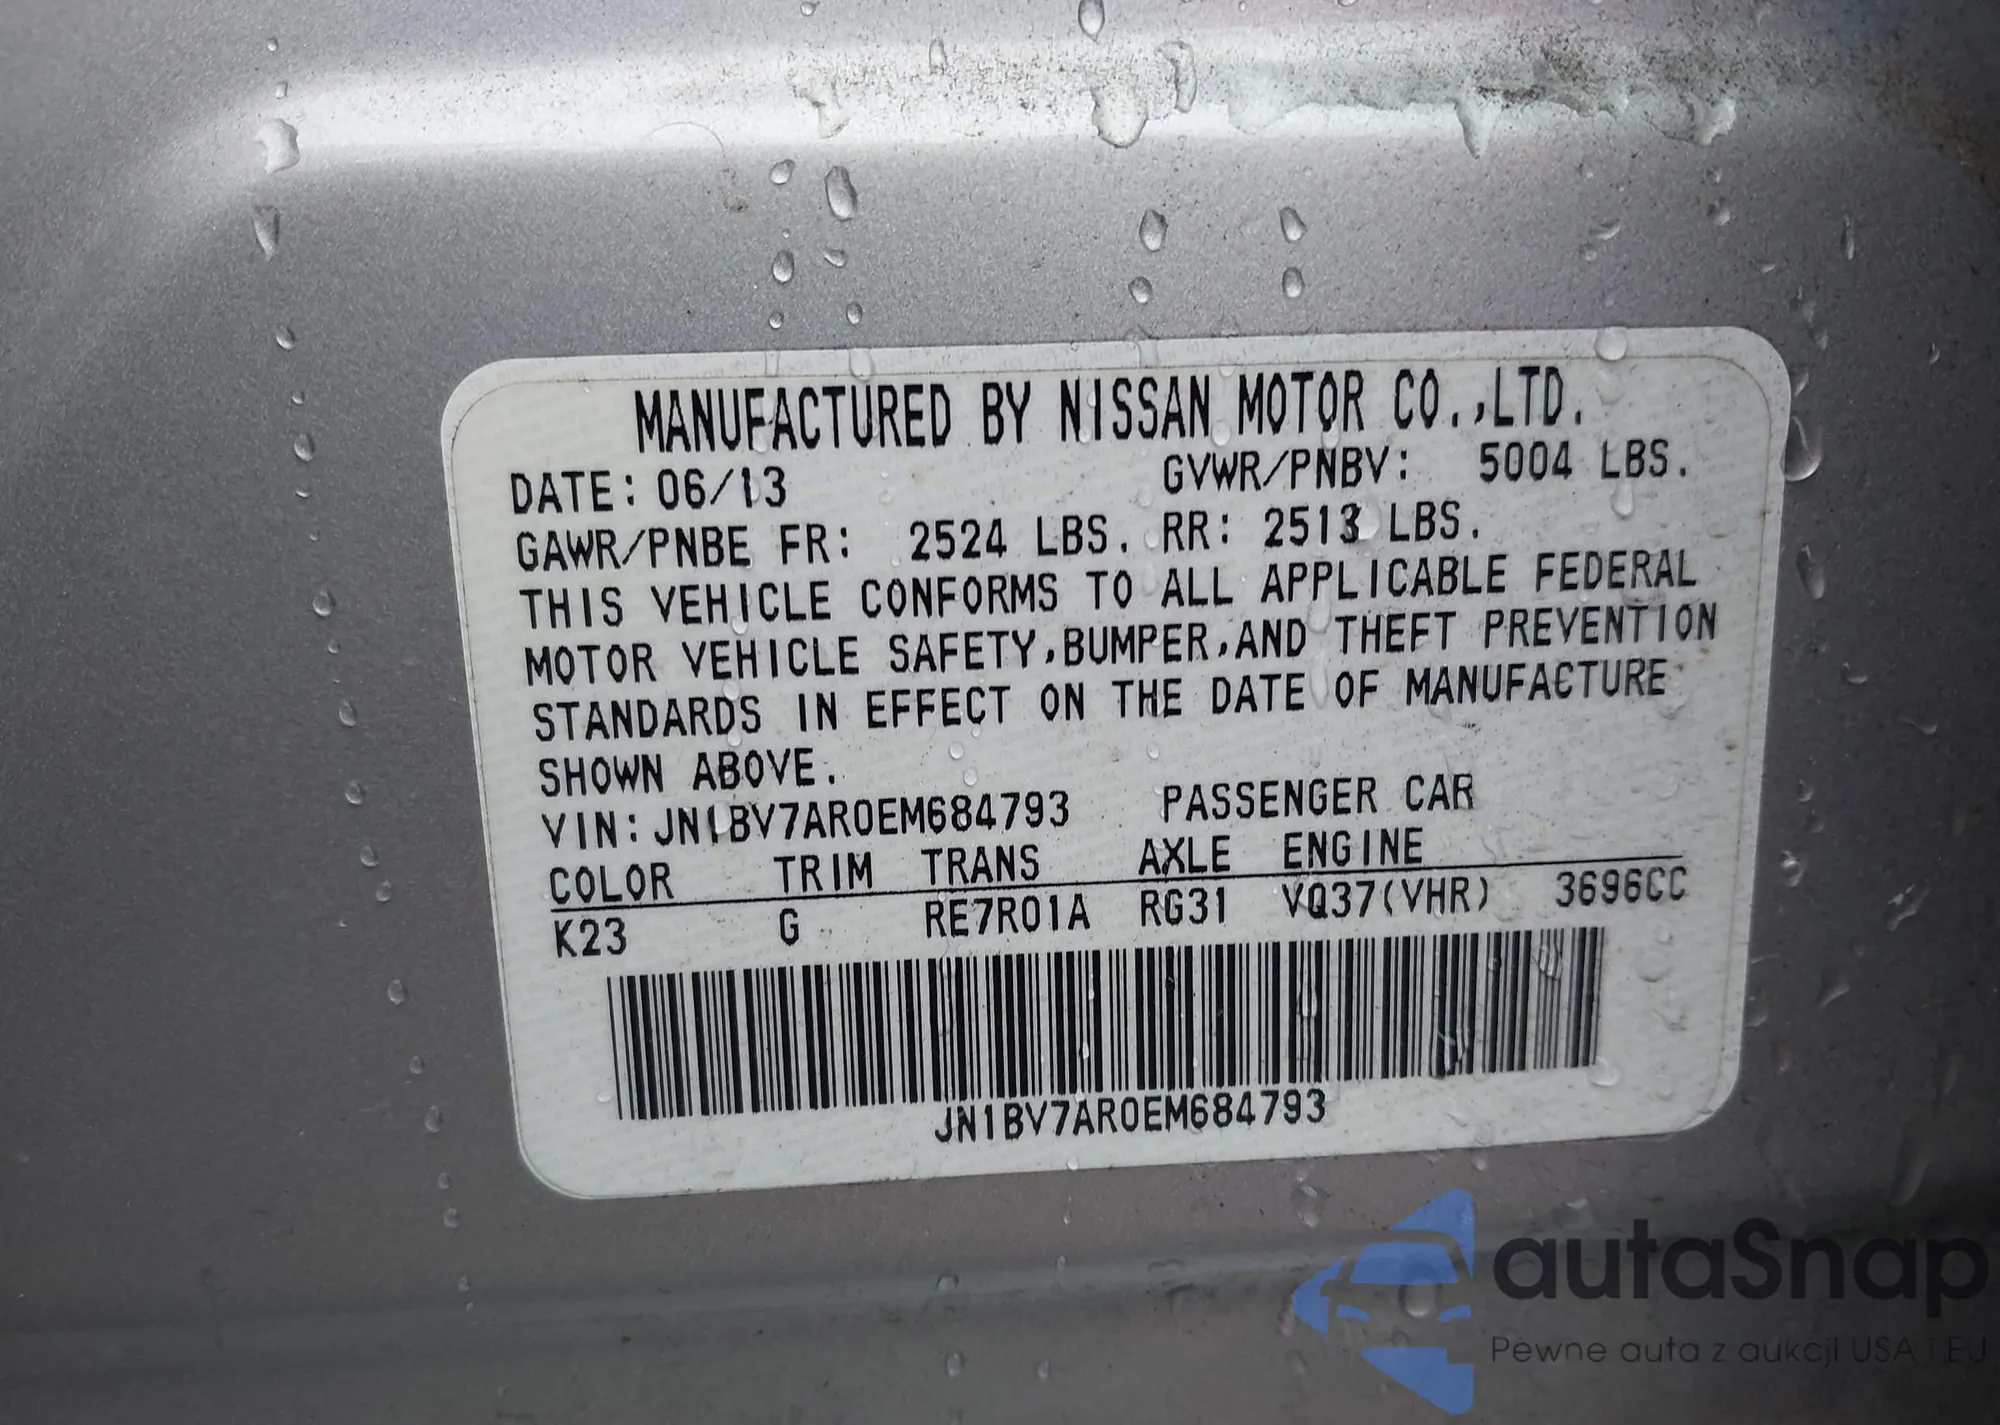 MANUFACTURED BY NISSAN MOTOR CO.,LTD.
DATE: 06/13 GVWR/PNBV: 5004 LBS.
GAWR/PNBE FR: 2524 LBS. RR: 2513 LBS.
THIS VEHICLE CONFORMS TO ALL APPLICABLE FEDERAL
MOTOR VEHICLE SAFETY,BUMPER,AND THEFT PREVENTION
STANDARDS IN EFFECT ON THE DATE OF MANUFACTURE
SHOWN ABOVE.
VIN: JN1BV7AR0EM684793 PASSENGER CAR
COLOR TRIM TRANS AXLE ENGINE
K23 G RE7R01A RG31 VQ37(VHR) 3696CC
JN1BV7AR0EM684793
autaSnap
Pewne auta z aukcji USA i EU